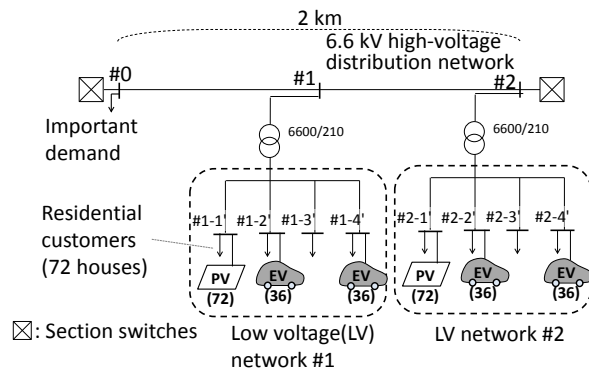 2 km
6.6 kV high-voltage
distribution network
#0
#1
#2
Important
demand
6600/210
6600/210
#1-1' #1-2' #1-3' #1-4'
#2-1' #2-2' #2-3' #2-4'
Residential
customers
(72 houses)
PV
(72)
EV
(36)
EV
(36)
PV
(72)
EV
(36)
EV
(36)
: Section switches
Low voltage(LV)
network #1
LV network #2